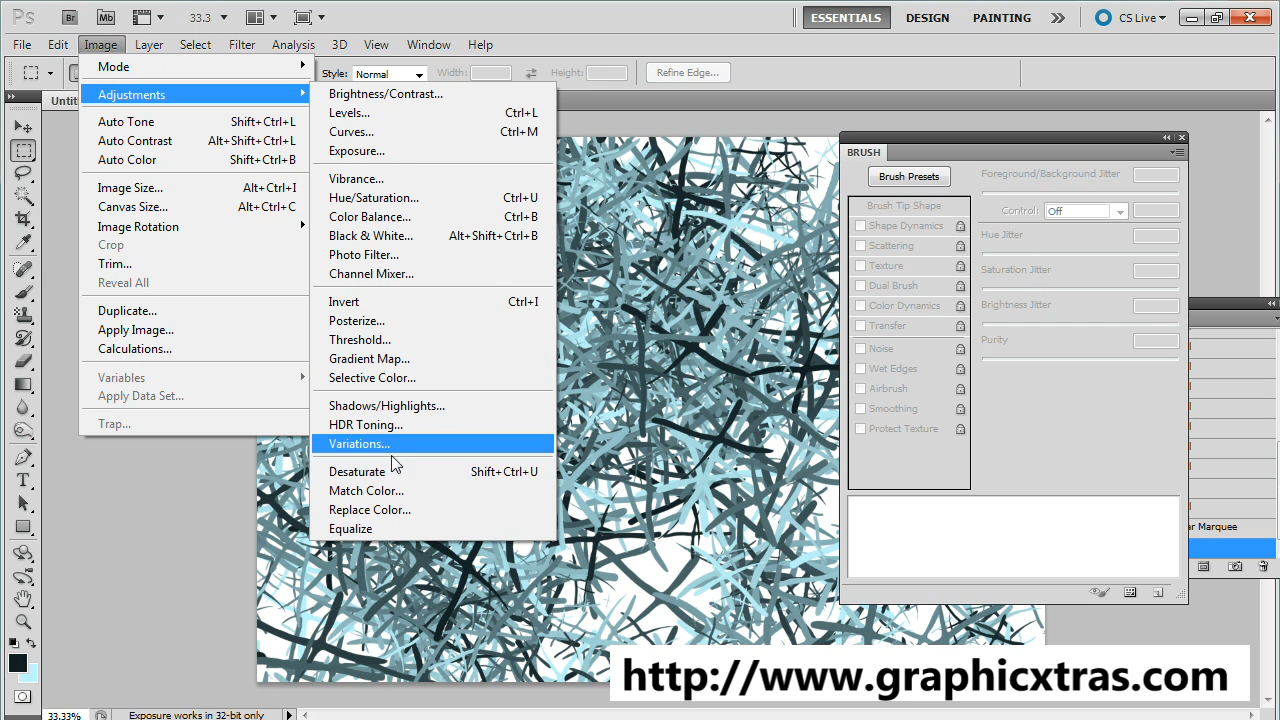 Ps Br Mb 33.3 ESSENTIALS DESIGN PAINTING CS Live
File Edit Image Layer Select Filter Analysis 3D View Window Help
Style: Normal Width: Height: Refine Edge...
Mode
Adjustments
Auto Tone Shift+Ctrl+L
Auto Contrast Alt+Shift+Ctrl+L
Auto Color Shift+Ctrl+B
Image Size... Alt+Ctrl+I
Canvas Size... Alt+Ctrl+C
Image Rotation
Crop
Trim...
Reveal All
Duplicate...
Apply Image...
Calculations...
Variables
Apply Data Set...
Trap...
Brightness/Contrast...
Levels... Ctrl+L
Curves... Ctrl+M
Exposure...
Vibrance...
Hue/Saturation... Ctrl+U
Color Balance... Ctrl+B
Black & White... Alt+Shift+Ctrl+B
Photo Filter...
Channel Mixer...
Invert Ctrl+I
Posterize...
Threshold...
Gradient Map...
Selective Color...
Shadows/Highlights...
HDR Toning...
Variations...
Desaturate Shift+Ctrl+U
Match Color...
Replace Color...
Equalize
Untit
BRUSH
Brush Presets
Brush Tip Shape
Shape Dynamics
Scattering
Texture
Dual Brush
Color Dynamics
Transfer
Noise
Wet Edges
Airbrush
Smoothing
Protect Texture
Foreground/Background Jitter
Control: Off
Hue Jitter
Saturation Jitter
Brightness Jitter
Purity
ar Marquee
http://www.graphicxtras.com
33.33% Exposure works in 32-bit only